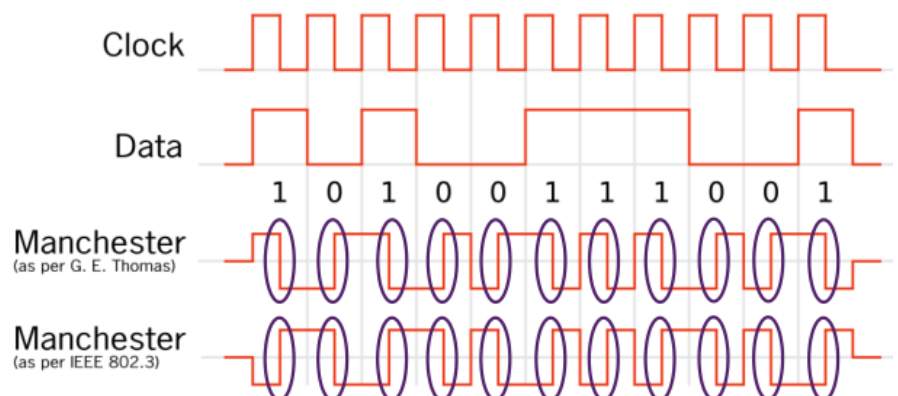 Clock
Data
1 0 1 0 0 1 1 1 0 0 1
Manchester
(as per G. E. Thomas)
Manchester
(as per IEEE 802.3)